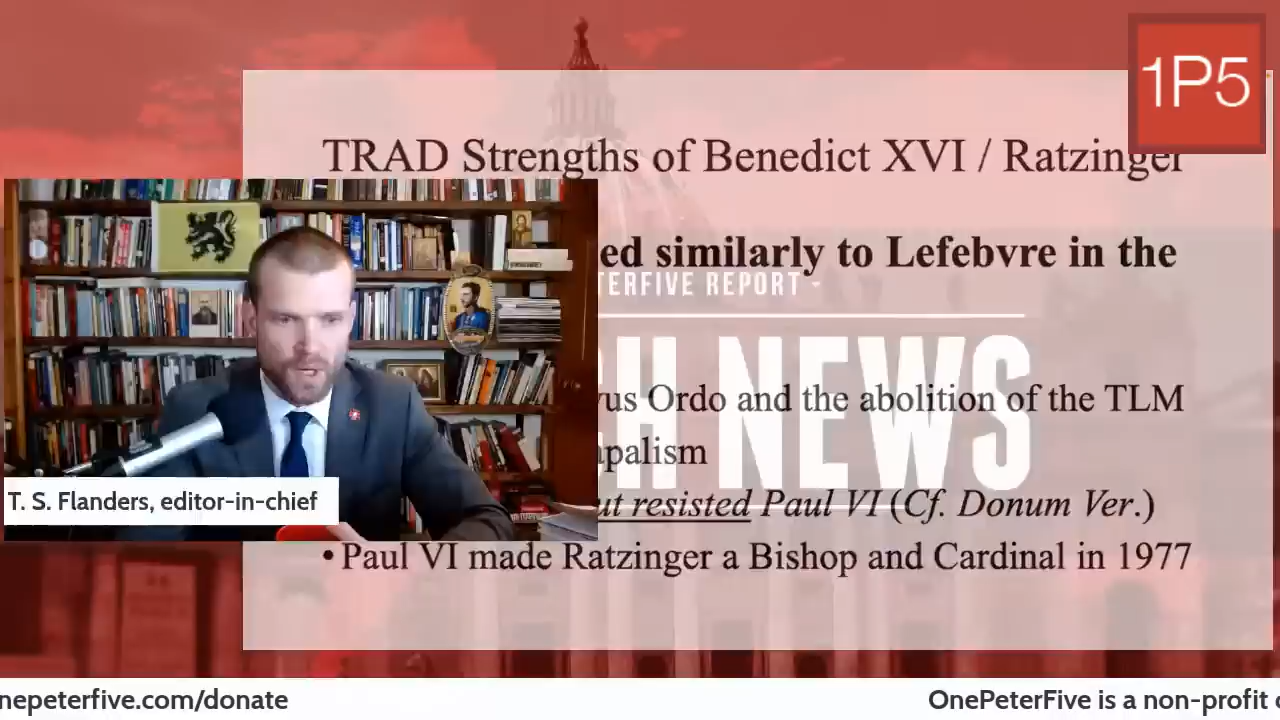 1P5
TRAD Strengths of Benedict XVI / Ratzinger
ed similarly to Lefebvre in the
TERFIVE REPORT -
H NEWS
vus Ordo and the abolition of the TLM
apalism
ut resisted Paul VI (Cf. Donum Ver.)
• Paul VI made Ratzinger a Bishop and Cardinal in 1977
T. S. Flanders, editor-in-chief
nepeterfive.com/donate
OnePeterFive is a non-profit